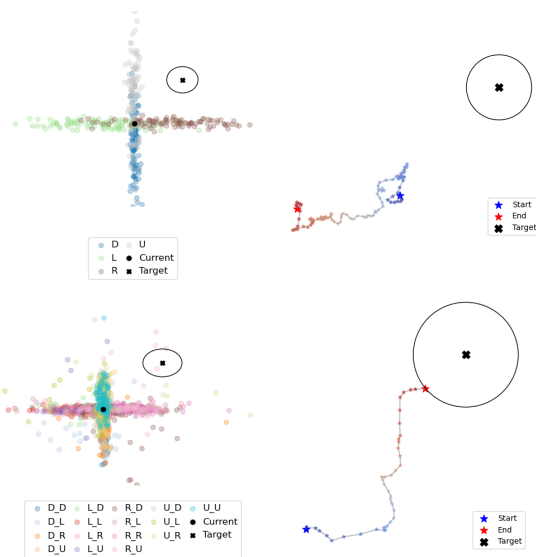 Start
End
Target
D U
L Current
R Target
D_D L_D R_D U_D U_U
D_L L_L R_L U_L Current
D_R L_R R_R U_R Target
D_U L_U R_U
Start
End
Target